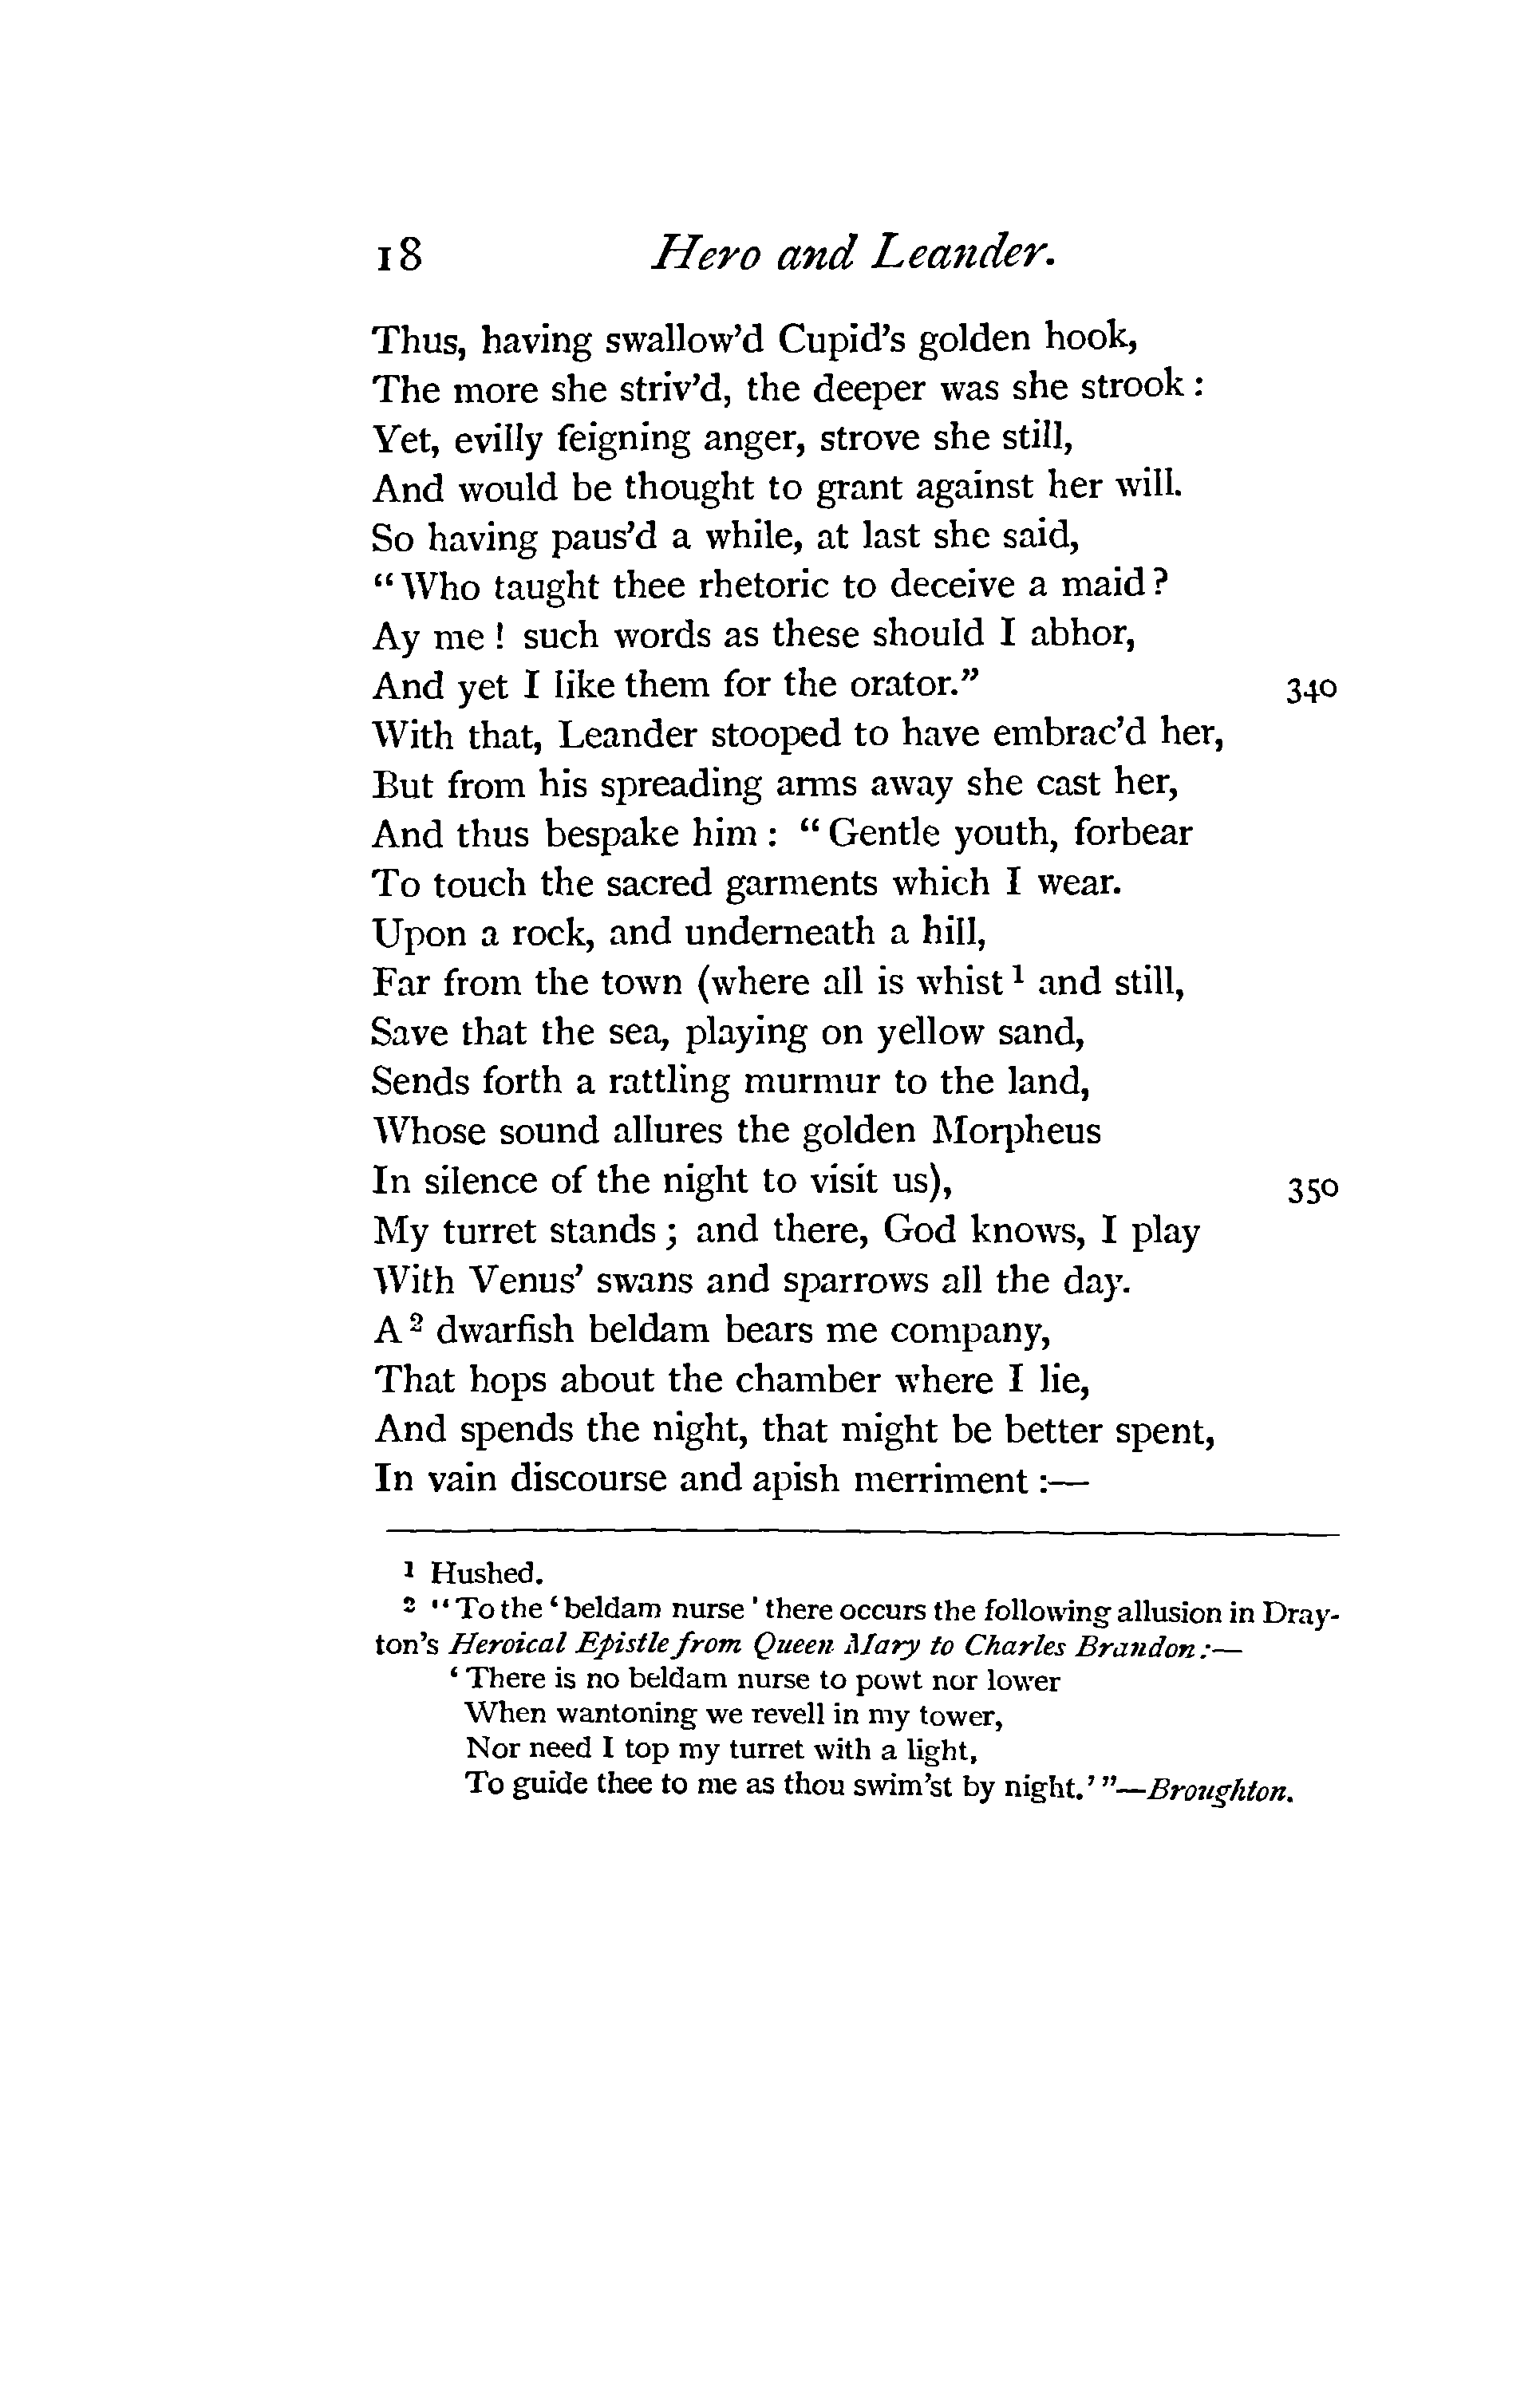 18 Hero and Leander.
Thus, having swallow'd Cupid's golden hook,
The more she striv'd, the deeper was she strook :
Yet, evilly feigning anger, strove she still,
And would be thought to grant against her will.
So having paus'd a while, at last she said,
“Who taught thee rhetoric to deceive a maid?
Ay me ! such words as these should I abhor,
And yet I like them for the orator.” 340
With that, Leander stooped to have embrac'd her,
But from his spreading arms away she cast her,
And thus bespake him : “Gentle youth, forbear
To touch the sacred garments which I wear.
Upon a rock, and underneath a hill,
Far from the town (where all is whist ¹ and still,
Save that the sea, playing on yellow sand,
Sends forth a rattling murmur to the land,
Whose sound allures the golden Morpheus
In silence of the night to visit us), 350
My turret stands ; and there, God knows, I play
With Venus' swans and sparrows all the day.
A ² dwarfish beldam bears me company,
That hops about the chamber where I lie,
And spends the night, that might be better spent,
In vain discourse and apish merriment :—
¹ Hushed.
² “To the ‘beldam nurse’ there occurs the following allusion in Dray-
ton's Heroical Epistle from Queen Mary to Charles Brandon :—
‘There is no beldam nurse to powt nor lower
When wantoning we revell in my tower,
Nor need I top my turret with a light,
To guide thee to me as thou swim'st by night.’”—Broughton.